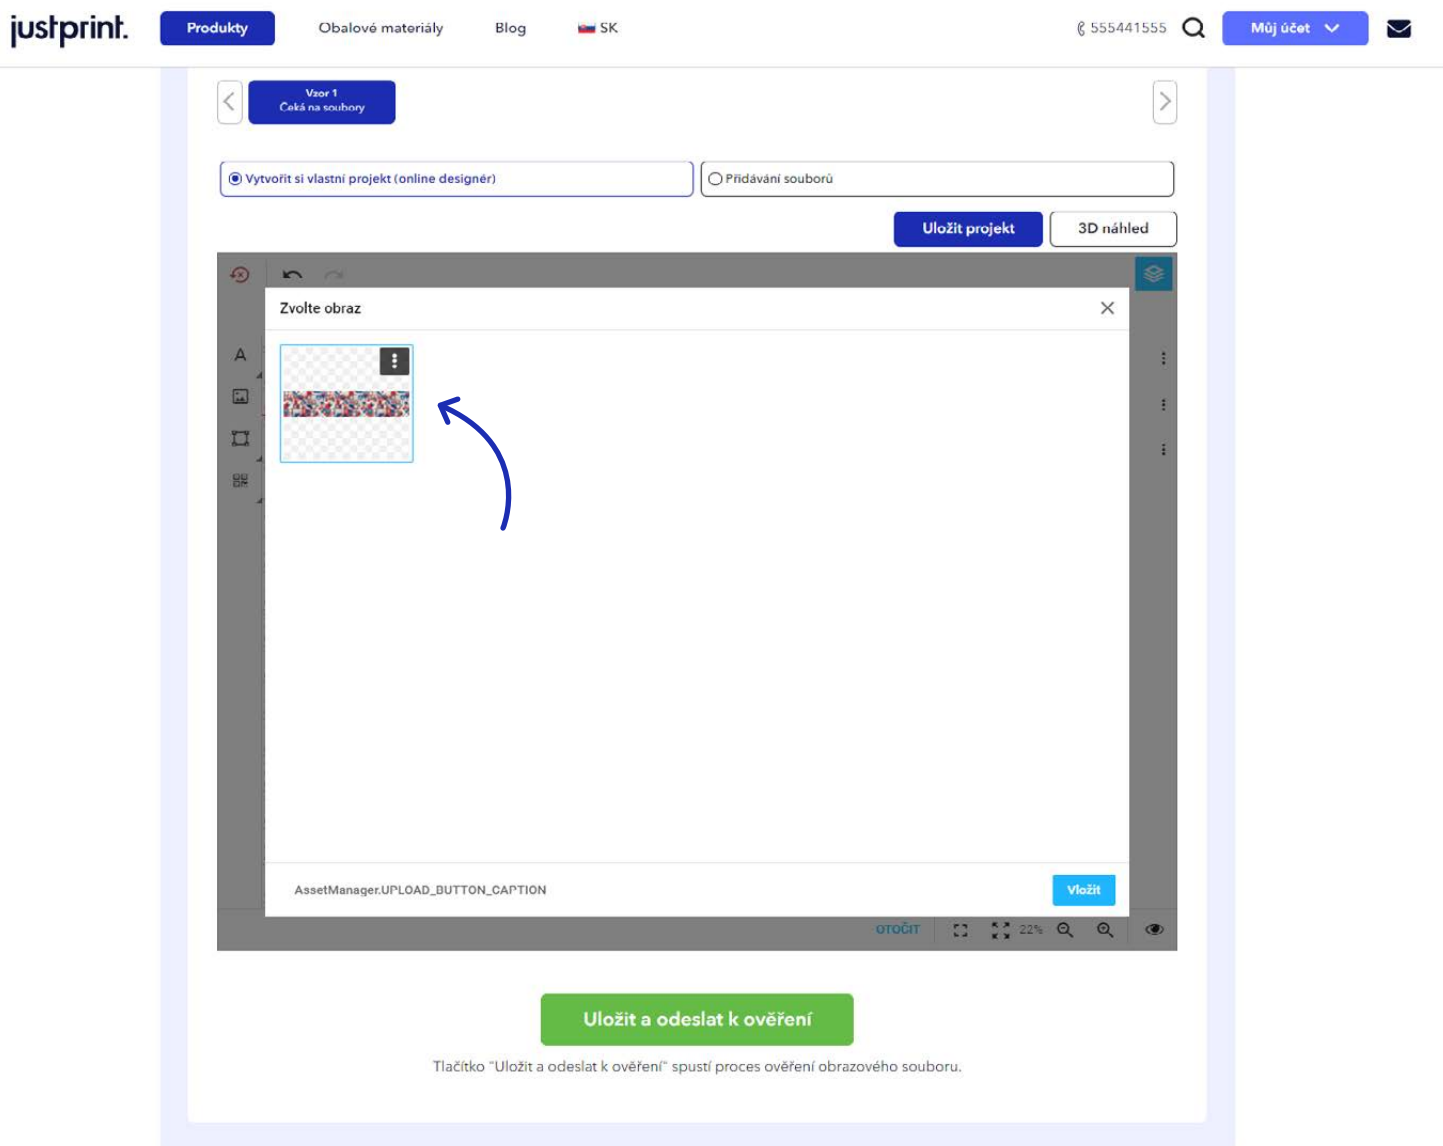 justprint.
Produkty
Obalové materiály
Blog
SK
555441555
Můj účet
Vzor 1
Čeká na soubory
Vytvořit si vlastní projekt (online designér)
Přidávání souborů
Uložit projekt
3D náhled
Zvolte obraz
A
AssetManager.UPLOAD_BUTTON_CAPTION
Vložit
OTOČIT
22%
Uložit a odeslat k ověření
Tlačítko "Uložit a odeslat k ověření" spustí proces ověření obrazového souboru.